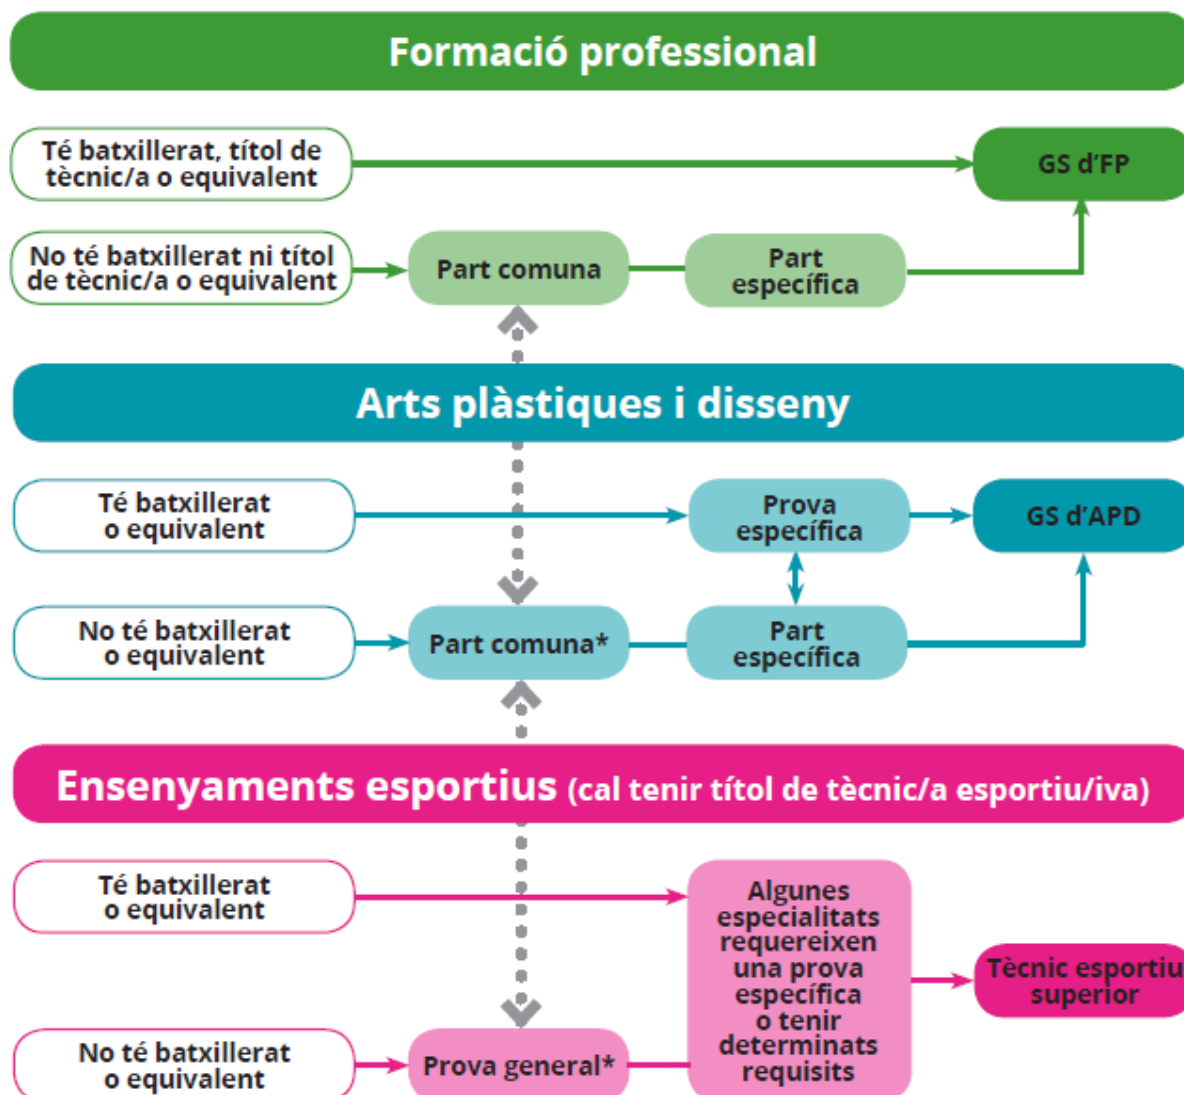 Formació professional
Té batxillerat, títol de
tècnic/a o equivalent
GS d'FP
No té batxillerat ni títol
de tècnic/a o equivalent
Part comuna
Part
específica
Arts plàstiques i disseny
Té batxillerat
o equivalent
Prova
específica
GS d'APD
No té batxillerat
o equivalent
Part comuna*
Part
específica
Ensenyaments esportius (cal tenir títol de tècnic/a esportiu/iva)
Té batxillerat
o equivalent
Algunes
especialitats
requereixen
una prova
específica
o tenir
determinats
requisits
Tècnic esportiu
superior
No té batxillerat
o equivalent
Prova general*